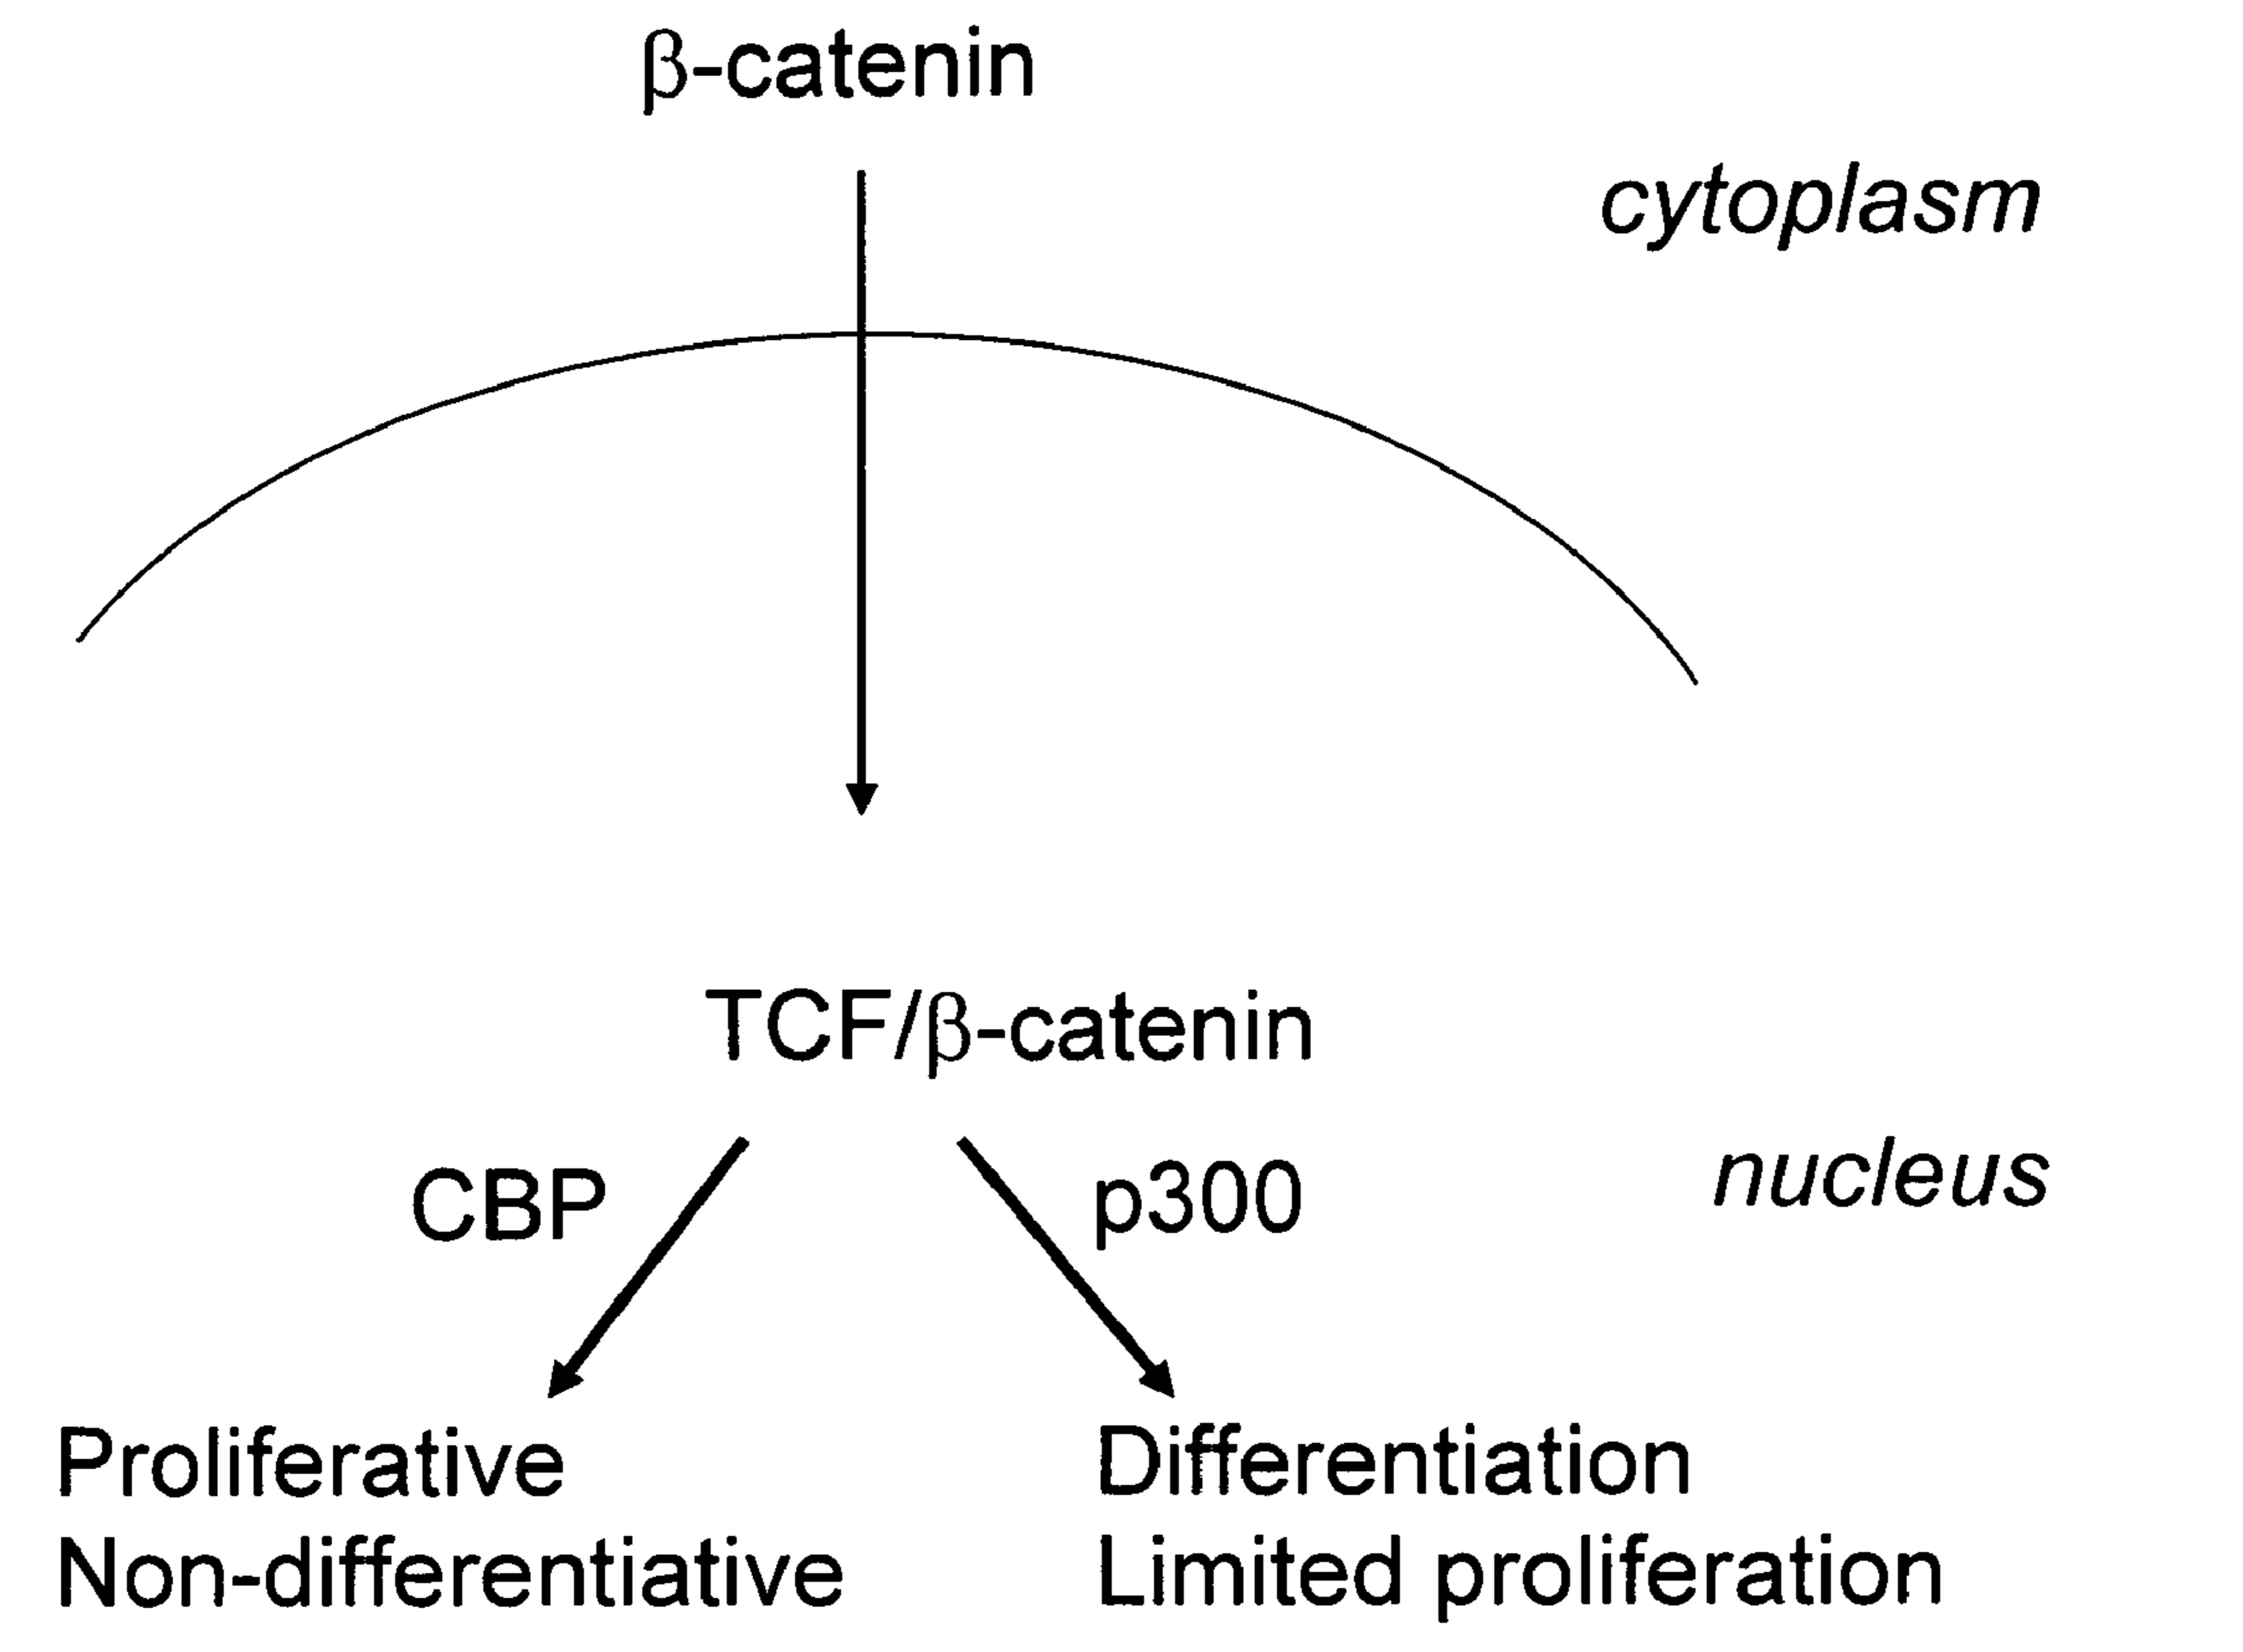 β-catenin
cytoplasm
TCF/β-catenin
CBP
p300
nucleus
Proliferative
Non-differentiative
Differentiation
Limited proliferation